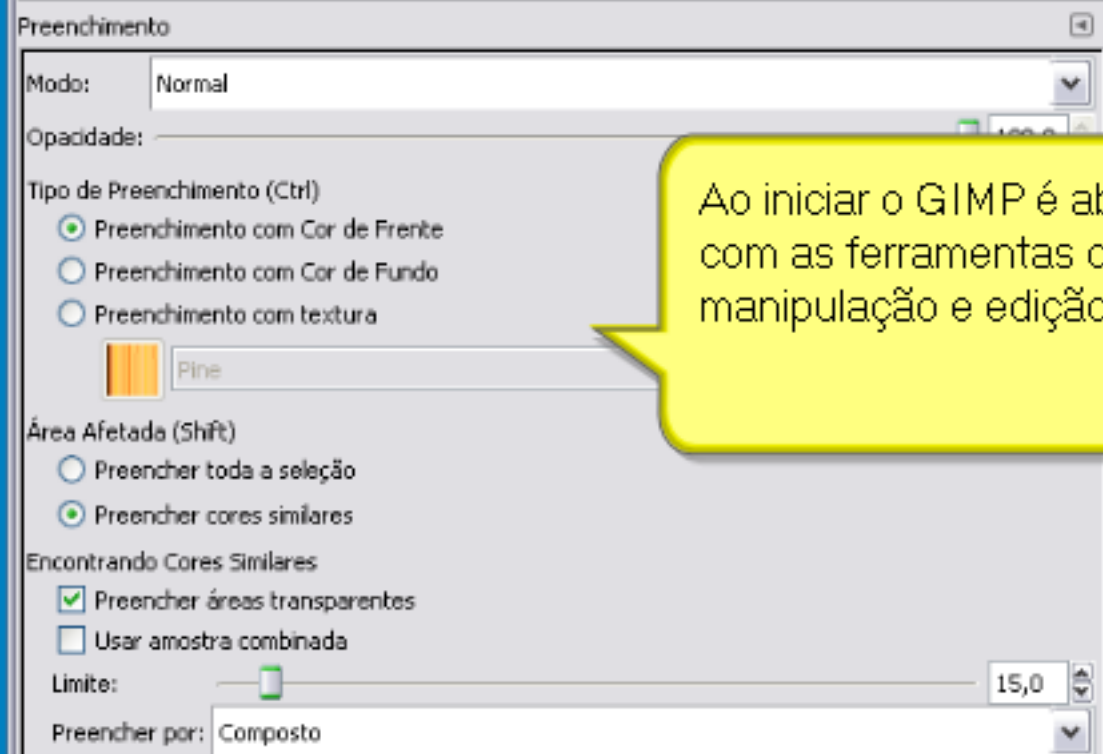 Preenchimento
Modo: Normal
Opacidade:
Tipo de Preenchimento (Ctrl)
Preenchimento com Cor de Frente
Preenchimento com Cor de Fundo
Preenchimento com textura
Pine
Ao iniciar o GIMP é
com as ferramentas
manipulação e edição
Área Afetada (Shift)
Preencher toda a seleção
Preencher cores similares
Encontrando Cores Similares
Preencher áreas transparentes
Usar amostra combinada
Limite: 15,0
Preencher por: Composto